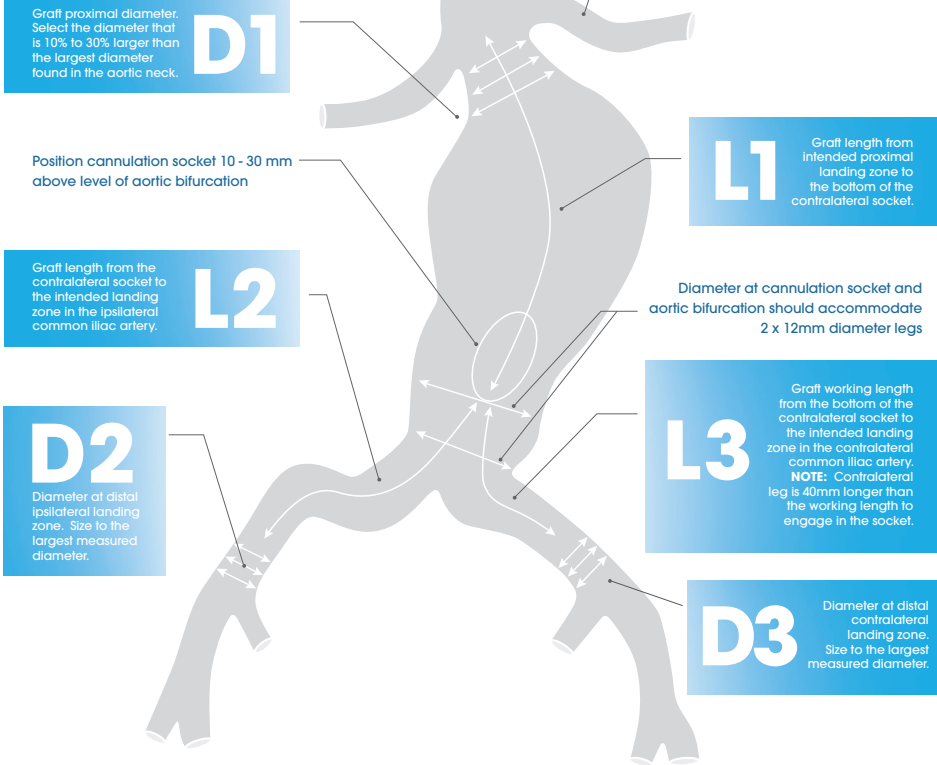 Graft proximal diameter.
Select the diameter that
is 10% to 30% larger than
the largest diameter
found in the aortic neck.
D1
Position cannulation socket 10 - 30 mm
above level of aortic bifurcation
L1
Graft length from
intended proximal
landing zone to
the bottom of the
contralateral socket.
Graft length from the
contralateral socket to
the intended landing
zone in the ipsilateral
common iliac artery.
L2
Diameter at cannulation socket and
aortic bifurcation should accommodate
2 x 12mm diameter legs
L3
Graft working length
from the bottom of the
contralateral socket to
the intended landing
zone in the contralateral
common iliac artery.
NOTE: Contralateral
leg is 40mm longer than
the working length to
engage in the socket.
D2
Diameter at distal
ipsilateral landing
zone. Size to the
largest measured
diameter.
D3
Diameter at distal
contralateral
landing zone.
Size to the largest
measured diameter.